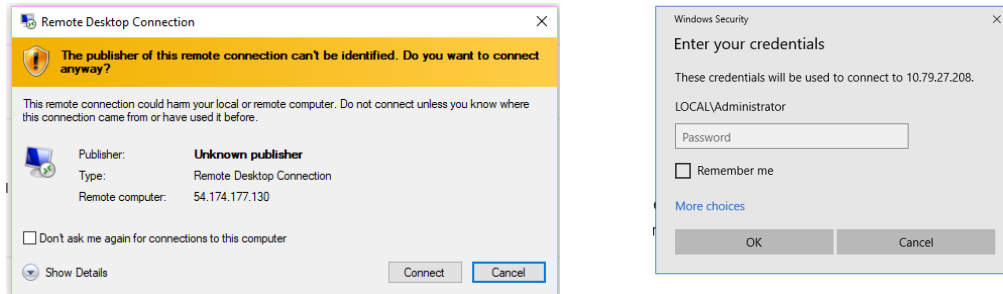 Remote Desktop Connection
The publisher of this remote connection can't be identified. Do you want to connect
anyway?
This remote connection could harm your local or remote computer. Do not connect unless you know where
this connection came from or have used it before.
Publisher: Unknown publisher
Type: Remote Desktop Connection
Remote computer: 54.174.177.130
Don't ask me again for connections to this computer
Show Details
Connect
Cancel
Windows Security
Enter your credentials
These credentials will be used to connect to 10.79.27.208.
LOCAL\Administrator
Password
Remember me
More choices
OK
Cancel